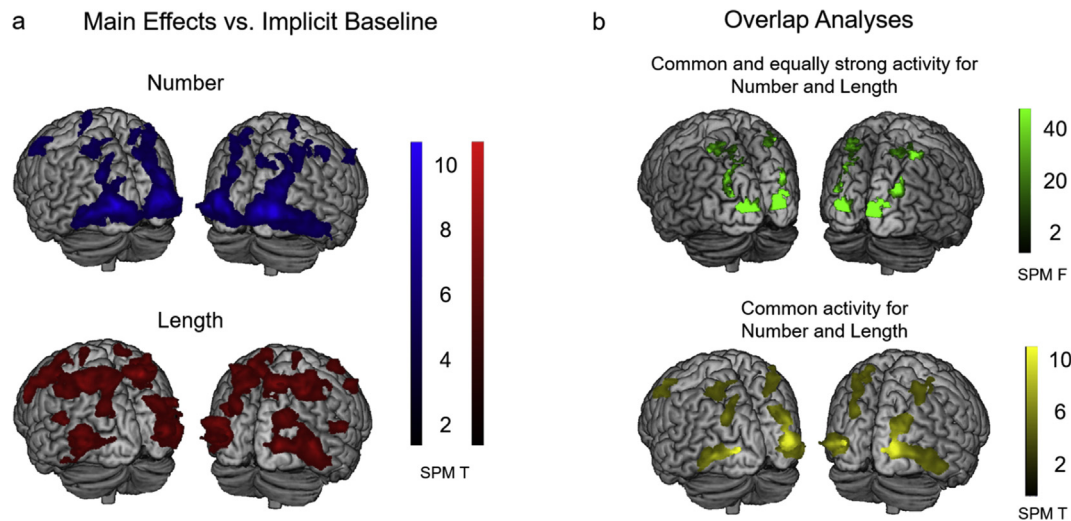 a
Main Effects vs. Implicit Baseline
Number
10
8
6
4
2
SPM T
Length
b
Overlap Analyses
Common and equally strong activity for
Number and Length
40
20
2
SPM F
Common activity for
Number and Length
10
6
2
SPM T